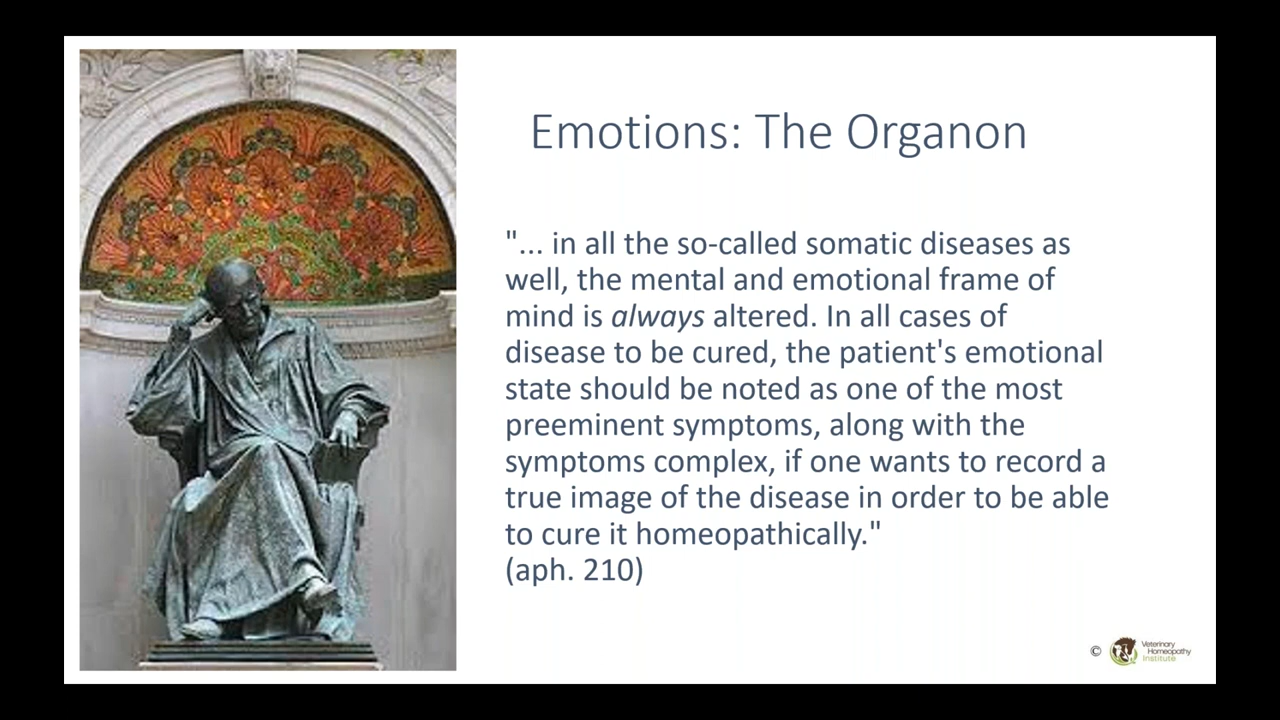 Emotions: The Organon
"... in all the so-called somatic diseases as
well, the mental and emotional frame of
mind is always altered. In all cases of
disease to be cured, the patient's emotional
state should be noted as one of the most
preeminent symptoms, along with the
symptoms complex, if one wants to record a
true image of the disease in order to be able
to cure it homeopathically."
(aph. 210)
©
Veterinary
Homeopathy
Institute